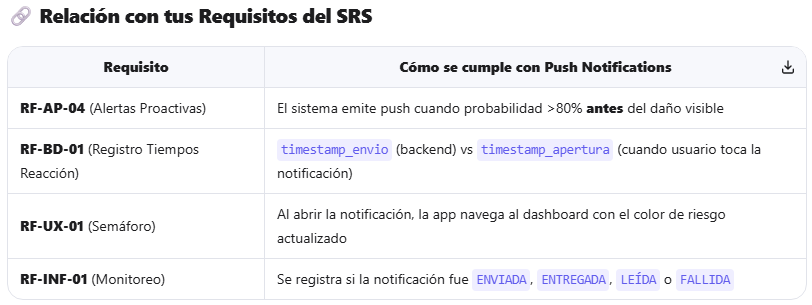 🔗 Relación con tus Requisitos del SRS
Requisito
Cómo se cumple con Push Notifications
RF-AP-04 (Alertas Proactivas)
El sistema emite push cuando probabilidad >80% antes del daño visible
RF-BD-01 (Registro Tiempos
Reacción)
timestamp_envio (backend) vs timestamp_apertura (cuando usuario toca la
notificación)
RF-UX-01 (Semáforo)
Al abrir la notificación, la app navega al dashboard con el color de riesgo
actualizado
RF-INF-01 (Monitoreo)
Se registra si la notificación fue ENVIADA, ENTREGADA, LEÍDA o FALLIDA